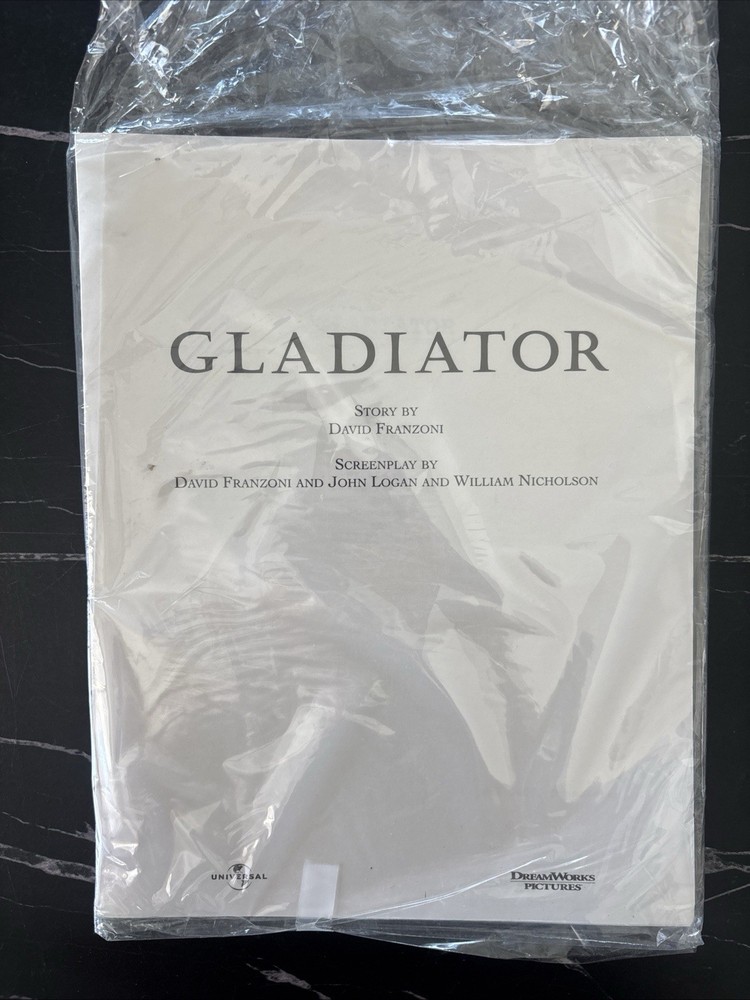 GLADIATOR
STORY BY
DAVID FRANZONI
SCREENPLAY BY
DAVID FRANZONI AND JOHN LOGAN AND WILLIAM NICHOLSON
UNIVERSAL
DREAMWORKS
PICTURES